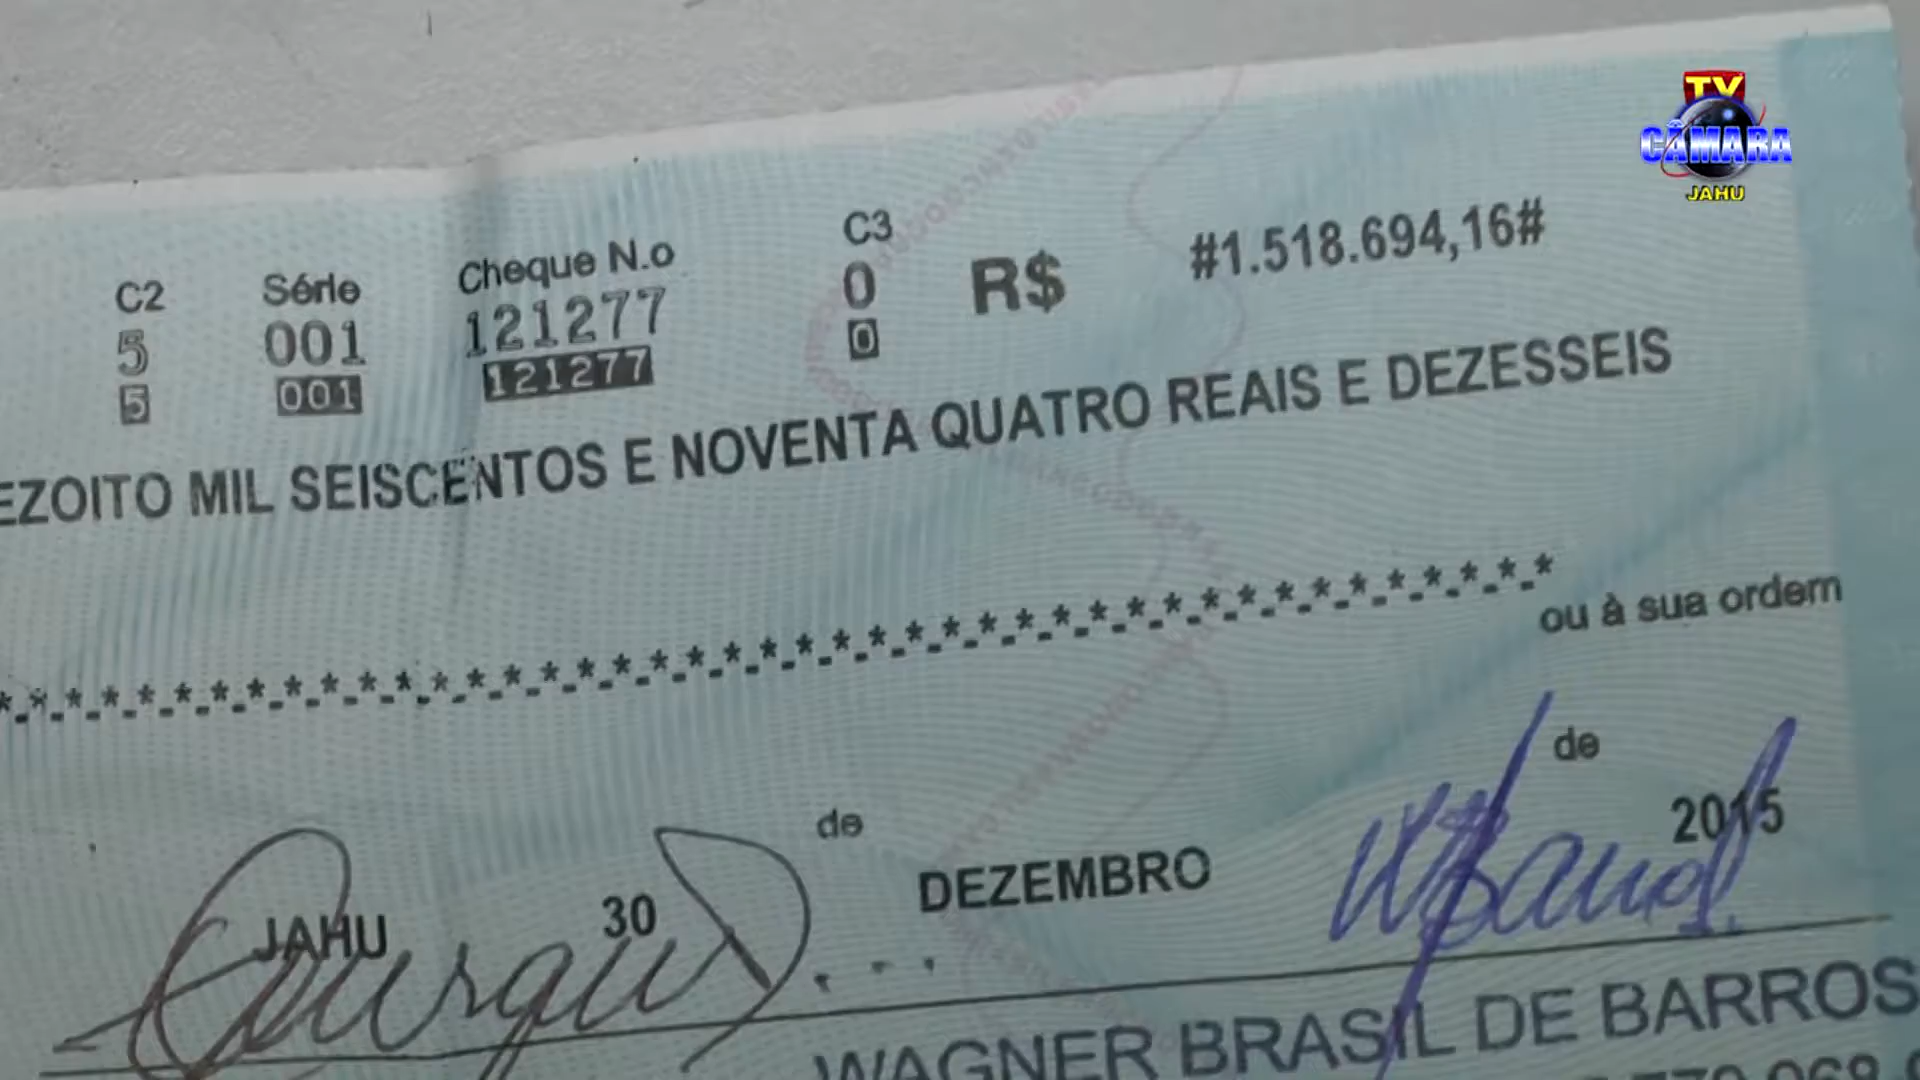 TV
CÂMARA
JAHU
C2 Série Cheque N.o C3
5 001 121277 0 R$ #1.518.694,16#
5 001 121277 0
EZOITO MIL SEISCENTOS E NOVENTA QUATRO REAIS E DEZESSEIS
*-*-*-*-*-*-*-*-*-*-*-*-*-*-*-*-*-*-*-*-*-*-*-*-*-*-*-*-*-*-*-*-*-*-*-*-*-*-*-*-*-*-*
ou à sua ordem
JAHU 30 de DEZEMBRO de 2015
WAGNER BRASIL DE BARROS